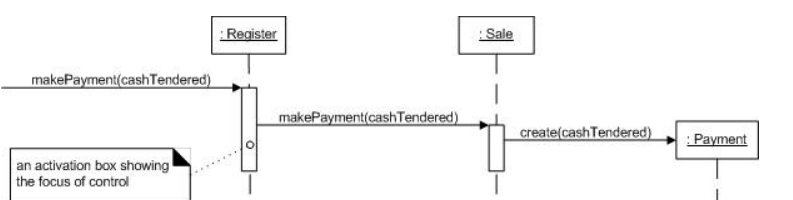 : Register
: Sale
makePayment(cashTendered)
makePayment(cashTendered)
create(cashTendered)
: Payment
an activation box showing
the focus of control